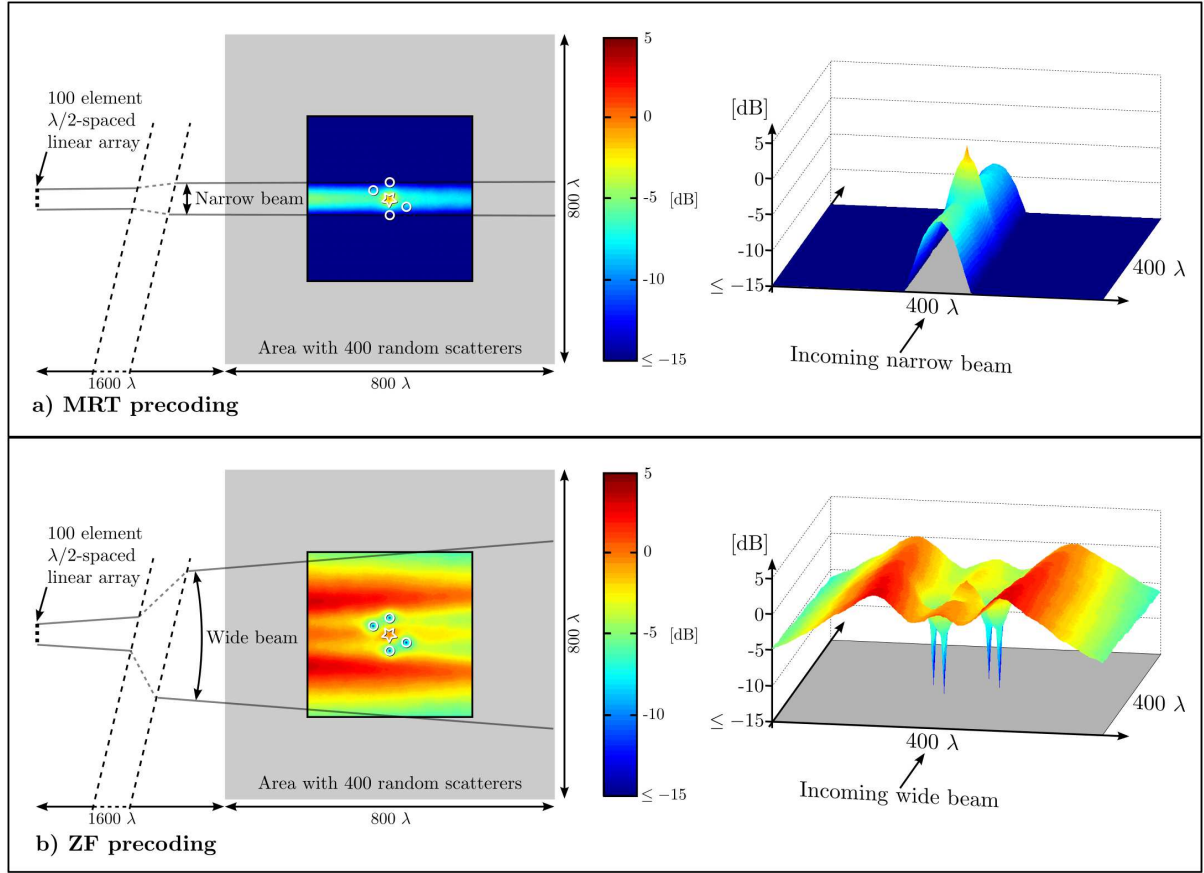 100 element
λ/2-spaced
linear array
Narrow beam
Area with 400 random scatterers
1600 λ
800 λ
800 λ
5
0
-5
[dB]
-10
≤ −15
[dB]
5
0
-5
-10
≤ −15
400 λ
400 λ
Incoming narrow beam
a) MRT precoding
100 element
λ/2-spaced
linear array
Wide beam
Area with 400 random scatterers
1600 λ
800 λ
800 λ
5
0
-5
[dB]
-10
≤ −15
[dB]
5
0
-5
-10
≤ −15
400 λ
400 λ
Incoming wide beam
b) ZF precoding